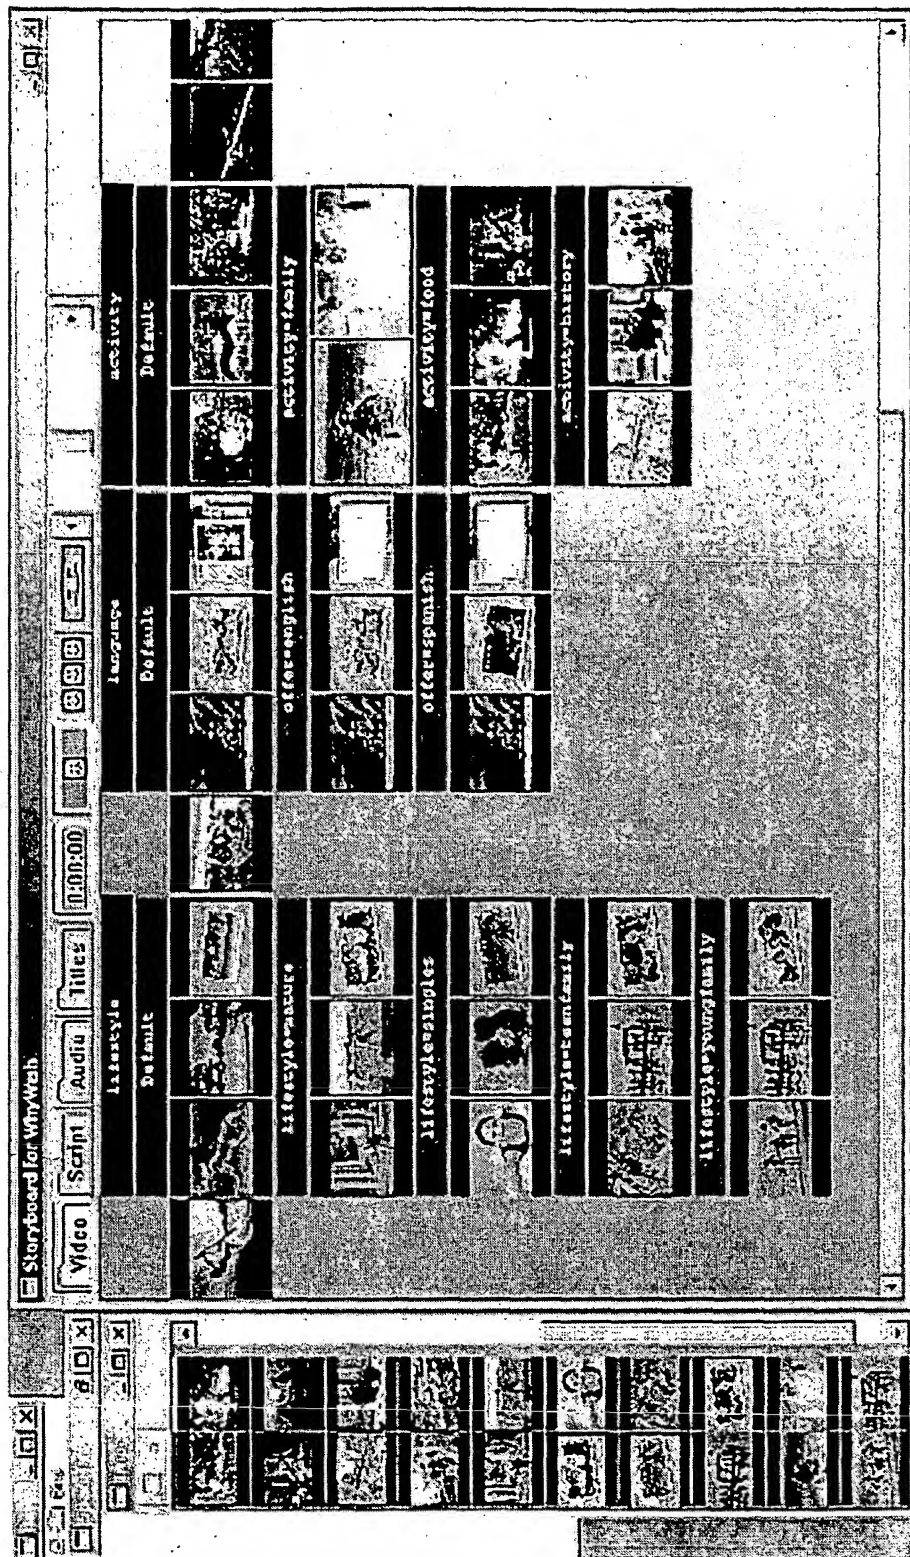 Storyboard for WhyWash
Video Script Audio Titles 0:00:00
lifestyle
Default
lifestyle=mature
lifestyle=singles
lifestyle=teenfamily
lifestyle=youngfamily
language
Default
offer=english
offer=spanish
activity
Default
activity=family
activity=food
activity=history